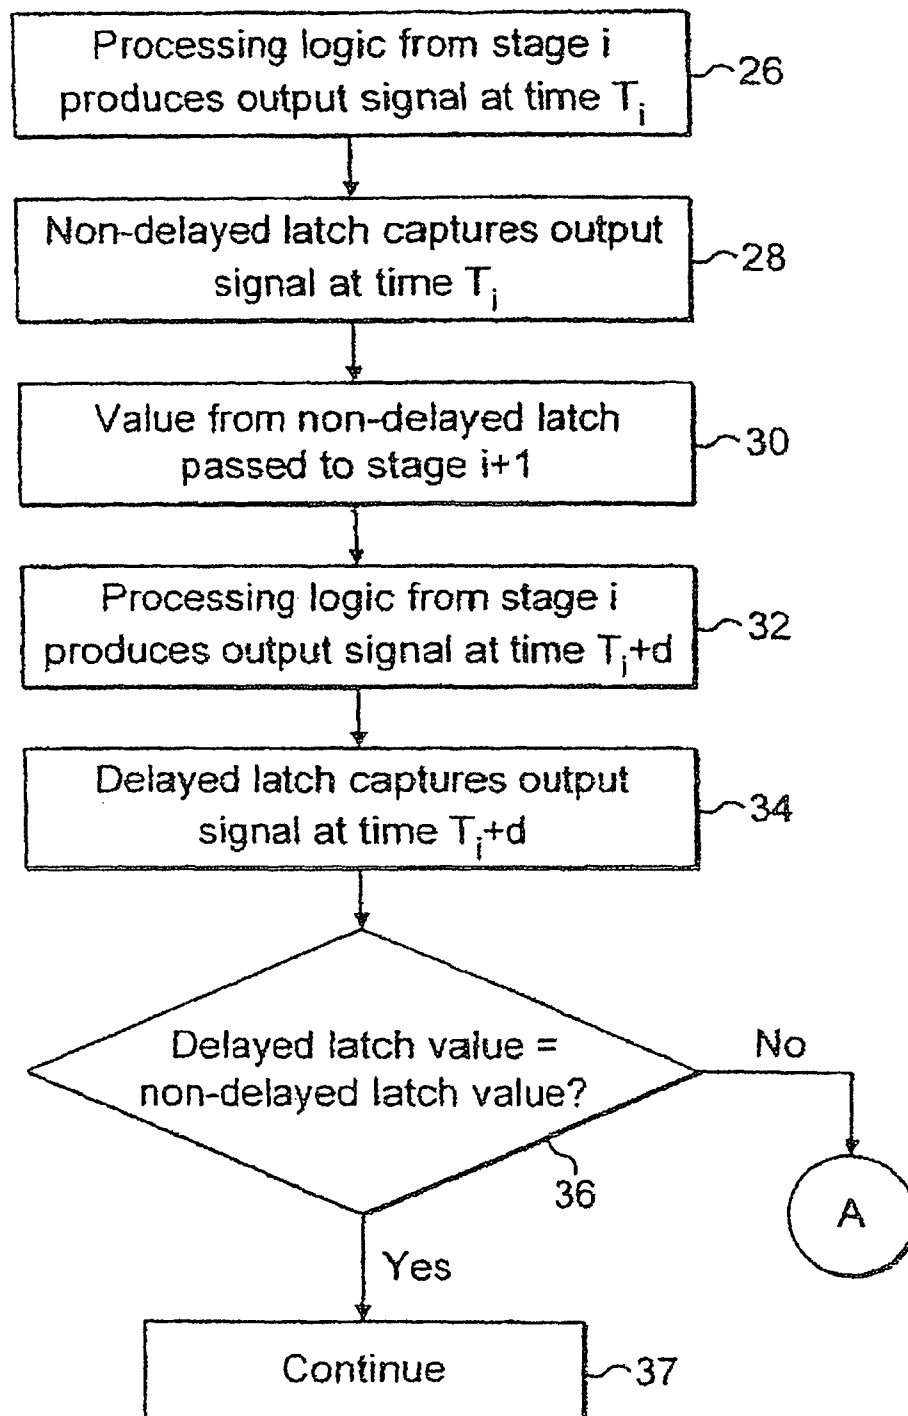 Processing logic from stage i
produces output signal at time Ti
26
Non-delayed latch captures output
signal at time Ti
28
Value from non-delayed latch
passed to stage i+1
30
Processing logic from stage i
produces output signal at time Ti+d
32
Delayed latch captures output
signal at time Ti+d
34
Delayed latch value =
non-delayed latch value?
No
36
A
Yes
Continue
37